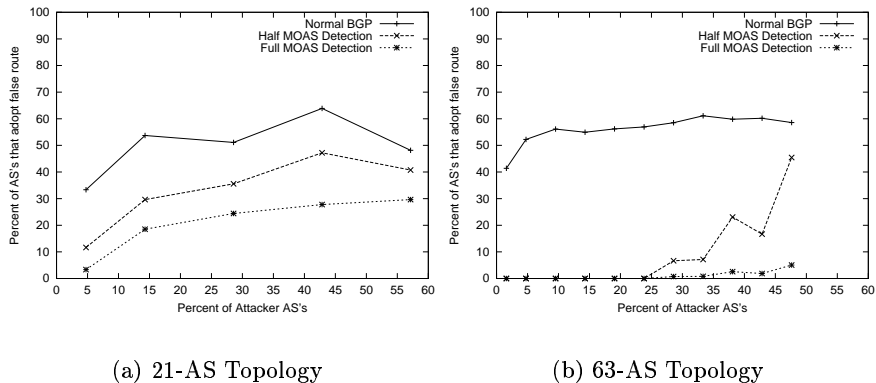 Percent of AS's that adopt false route
100
90
80
70
60
50
40
30
20
10
0
0 5 10 15 20 25 30 35 40 45 50 55 60
Percent of Attacker AS's
Normal BGP
Half MOAS Detection
Full MOAS Detection
(a) 21-AS Topology
Percent of AS's that adopt false route
100
90
80
70
60
50
40
30
20
10
0
0 5 10 15 20 25 30 35 40 45 50 55 60
Percent of Attacker AS's
Normal BGP
Half MOAS Detection
Full MOAS Detection
(b) 63-AS Topology